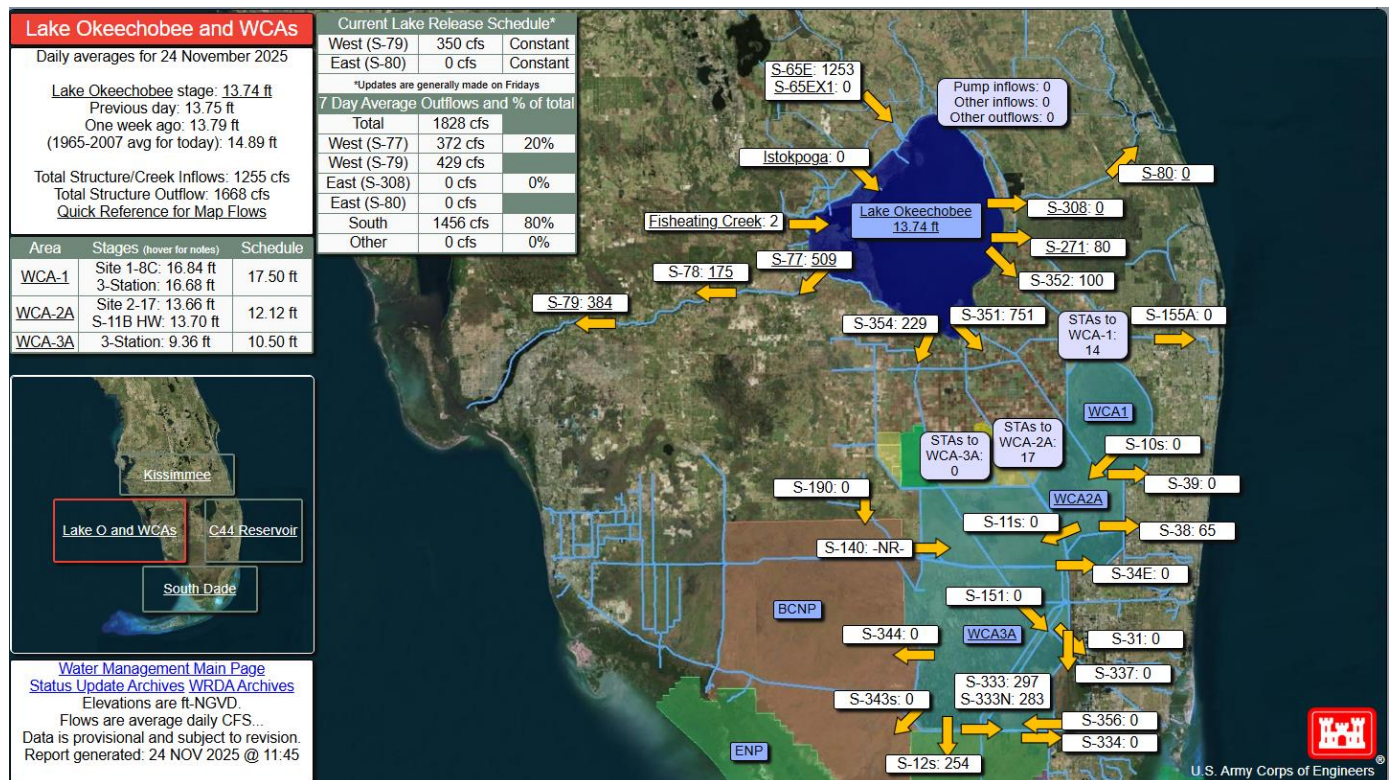 Lake Okeechobee and WCAs
Daily averages for 24 November 2025
Lake Okeechobee stage: 13.74 ft
Previous day: 13.75 ft
One week ago: 13.79 ft
(1965-2007 avg for today): 14.89 ft
Total Structure/Creek Inflows: 1255 cfs
Total Structure Outflow: 1668 cfs
Quick Reference for Map Flows
Area Stages (hover for notes) Schedule
WCA-1 Site 1-8C: 16.84 ft 17.50 ft
3-Station: 16.68 ft
WCA-2A Site 2-17: 13.66 ft 12.12 ft
S-11B HW: 13.70 ft
WCA-3A 3-Station: 9.36 ft 10.50 ft
Current Lake Release Schedule*
West (S-79) 350 cfs Constant
East (S-80) 0 cfs Constant
*Updates are generally made on Fridays
7 Day Average Outflows and % of total
Total 1828 cfs
West (S-77) 372 cfs 20%
West (S-79) 429 cfs
East (S-308) 0 cfs 0%
East (S-80) 0 cfs
South 1456 cfs 80%
Other 0 cfs 0%
S-65E: 1253
S-65EX1: 0
Pump inflows: 0
Other inflows: 0
Other outflows: 0
Istokpoga: 0
S-80: 0
Fisheating Creek: 2
Lake Okeechobee
13.74 ft
S-308: 0
S-271: 80
S-77: 509
S-78: 175
S-352: 100
S-79: 384
S-354: 229
S-351: 751
STAs to
WCA-1:
14
S-155A: 0
WCA1
STAs to
WCA-3A:
0
STAs to
WCA-2A:
17
S-10s: 0
S-39: 0
S-190: 0
WCA2A
S-11s: 0
S-38: 65
S-140: -NR-
S-34E: 0
S-151: 0
BCNP
S-344: 0
WCA3A
S-31: 0
S-337: 0
S-333: 297
S-333N: 283
S-343s: 0
S-356: 0
S-334: 0
ENP
S-12s: 254
Kissimmee
Lake O and WCAs
C44 Reservoir
South Dade
Water Management Main Page
Status Update Archives WRDA Archives
Elevations are ft-NGVD.
Flows are average daily CFS...
Data is provisional and subject to revision.
Report generated: 24 NOV 2025 @ 11:45
U.S. Army Corps of Engineers®